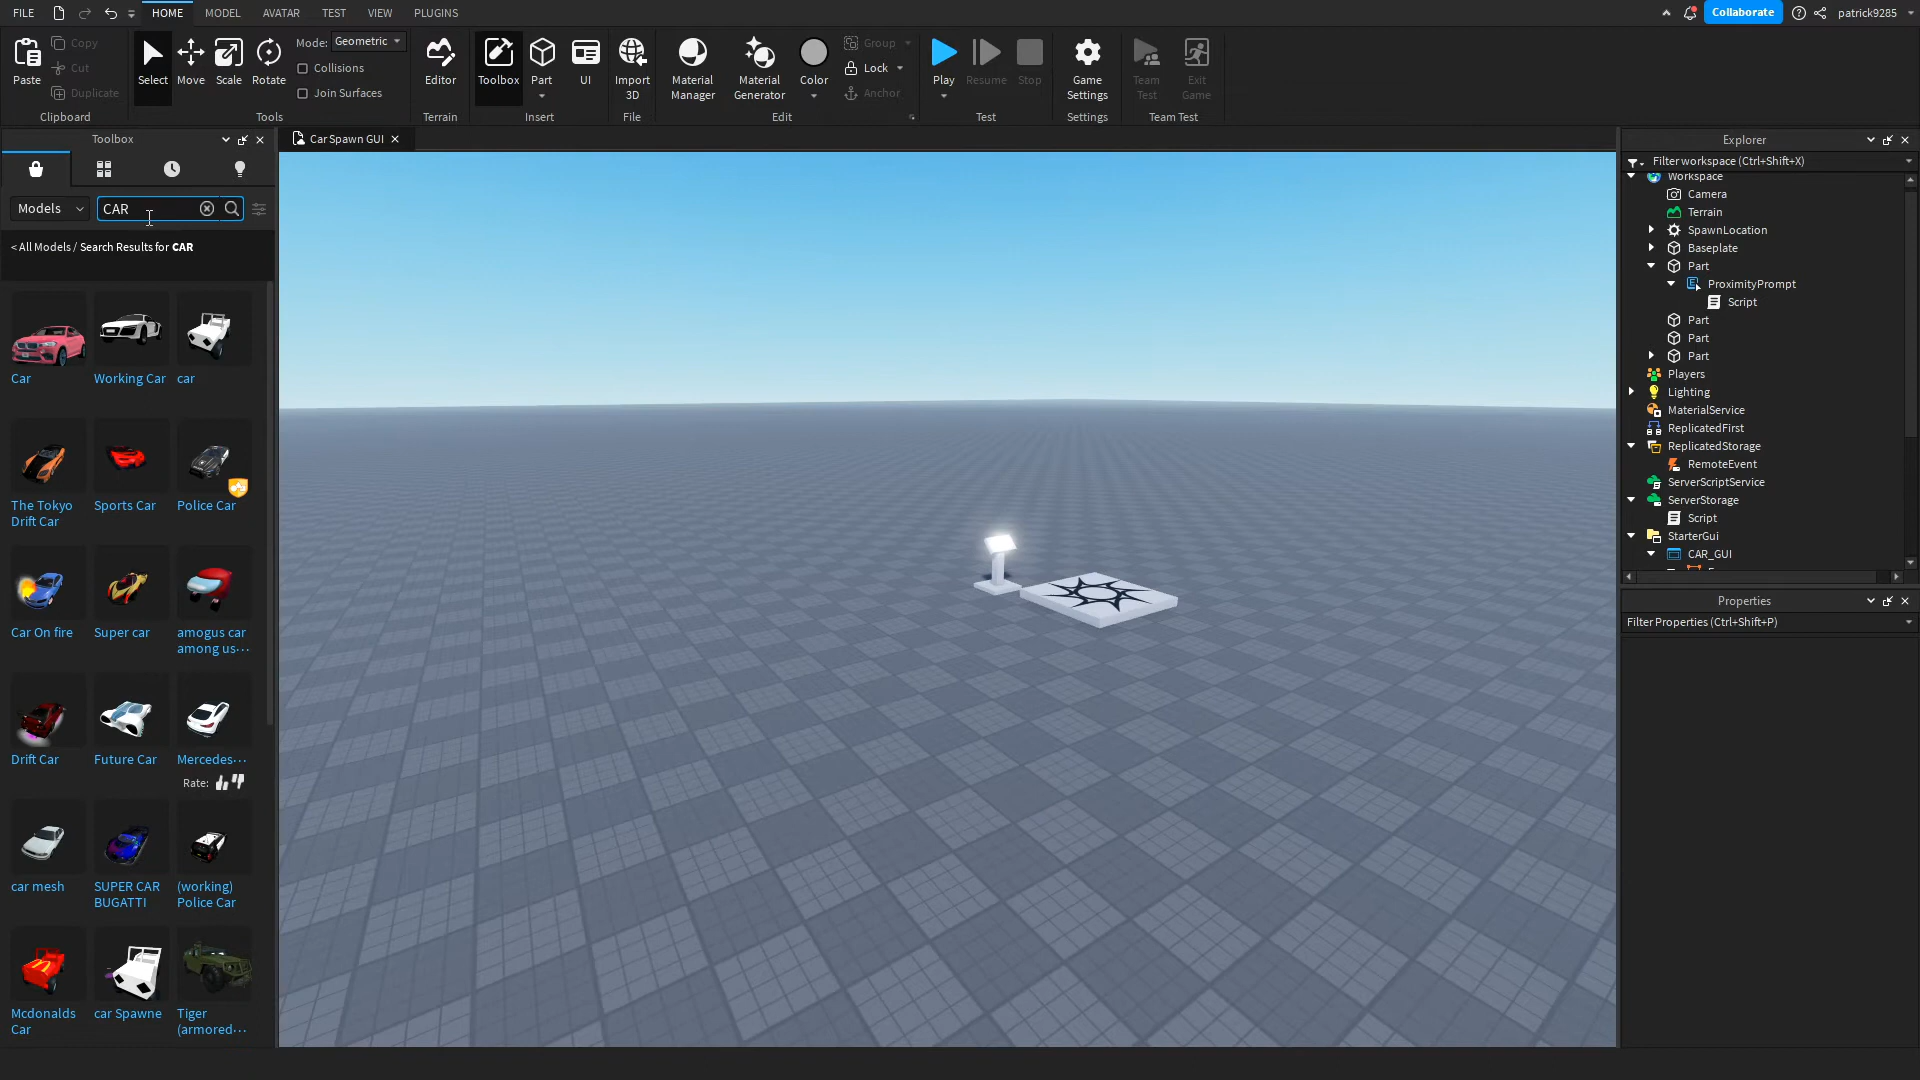 FILE
HOME
MODEL
AVATAR
TEST
VIEW
PLUGINS
Collaborate
patrick9285
Paste
Copy
Cut
Duplicate
Clipboard
Select
Move
Scale
Rotate
Mode: Geometric
Collisions
Join Surfaces
Tools
Editor
Terrain
Toolbox
Part
UI
Insert
Import
3D
File
Material
Manager
Material
Generator
Color
Group
Lock
Anchor
Edit
Play
Resume
Stop
Test
Game
Settings
Settings
Team
Test
Exit
Game
Team Test
Toolbox
Models
CAR
< All Models / Search Results for CAR
Car
Working Car
car
The Tokyo
Drift Car
Sports Car
Police Car
Car On fire
Super car
amogus car
among us...
Drift Car
Future Car
Mercedes...
Rate:
car mesh
SUPER CAR
BUGATTI
(working)
Police Car
Mcdonalds
Car
car Spawne
Tiger
(armored...
Car Spawn GUI
Explorer
Filter workspace (Ctrl+Shift+X)
Workspace
Camera
Terrain
SpawnLocation
Baseplate
Part
E
ProximityPrompt
Script
Part
Part
Part
Players
Lighting
MaterialService
ReplicatedFirst
ReplicatedStorage
RemoteEvent
ServerScriptService
ServerStorage
Script
StarterGui
CAR_GUI
Properties
Filter Properties (Ctrl+Shift+P)